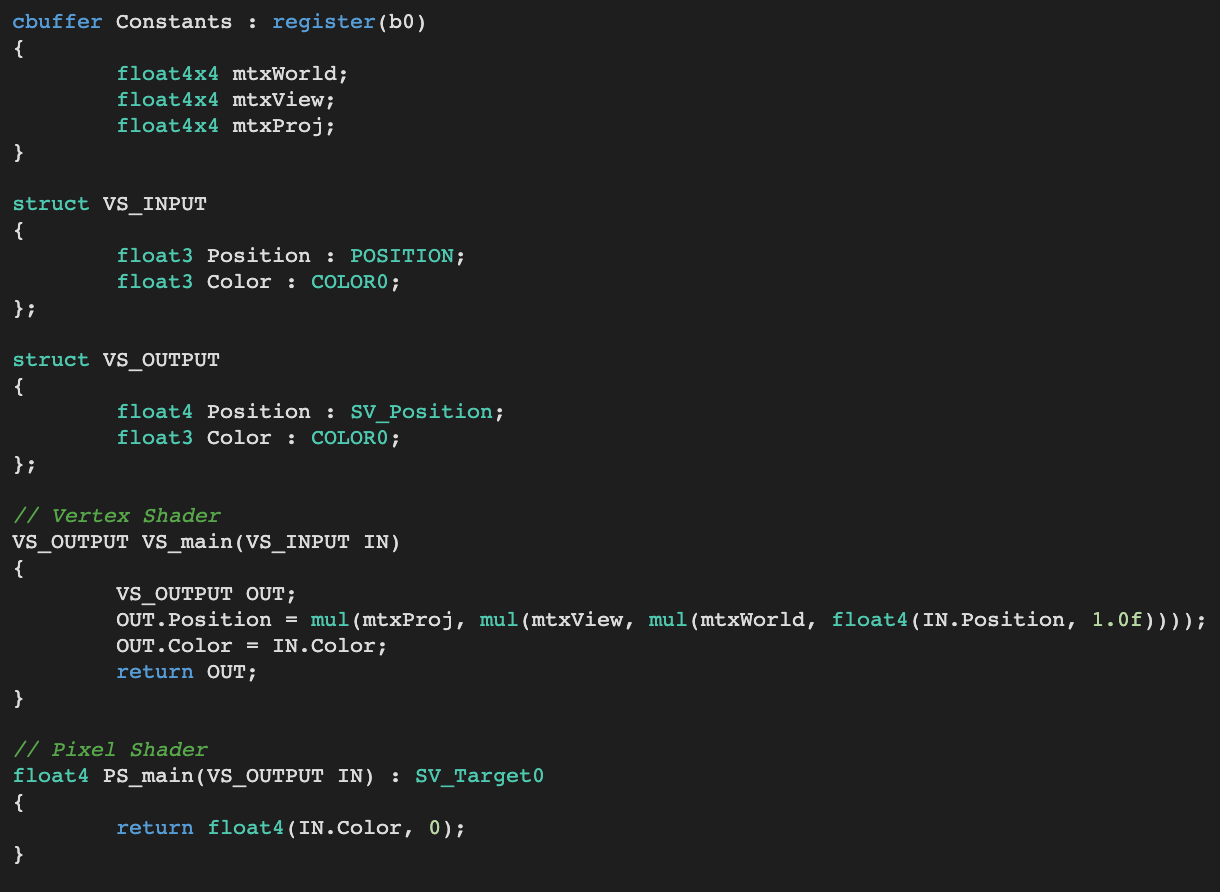 cbuffer Constants : register(b0)
{
        float4x4 mtxWorld;
        float4x4 mtxView;
        float4x4 mtxProj;
}

struct VS_INPUT
{
        float3 Position : POSITION;
        float3 Color : COLOR0;
};

struct VS_OUTPUT
{
        float4 Position : SV_Position;
        float3 Color : COLOR0;
};

// Vertex Shader
VS_OUTPUT VS_main(VS_INPUT IN)
{
        VS_OUTPUT OUT;
        OUT.Position = mul(mtxProj, mul(mtxView, mul(mtxWorld, float4(IN.Position, 1.0f))));
        OUT.Color = IN.Color;
        return OUT;
}

// Pixel Shader
float4 PS_main(VS_OUTPUT IN) : SV_Target0
{
        return float4(IN.Color, 0);
}